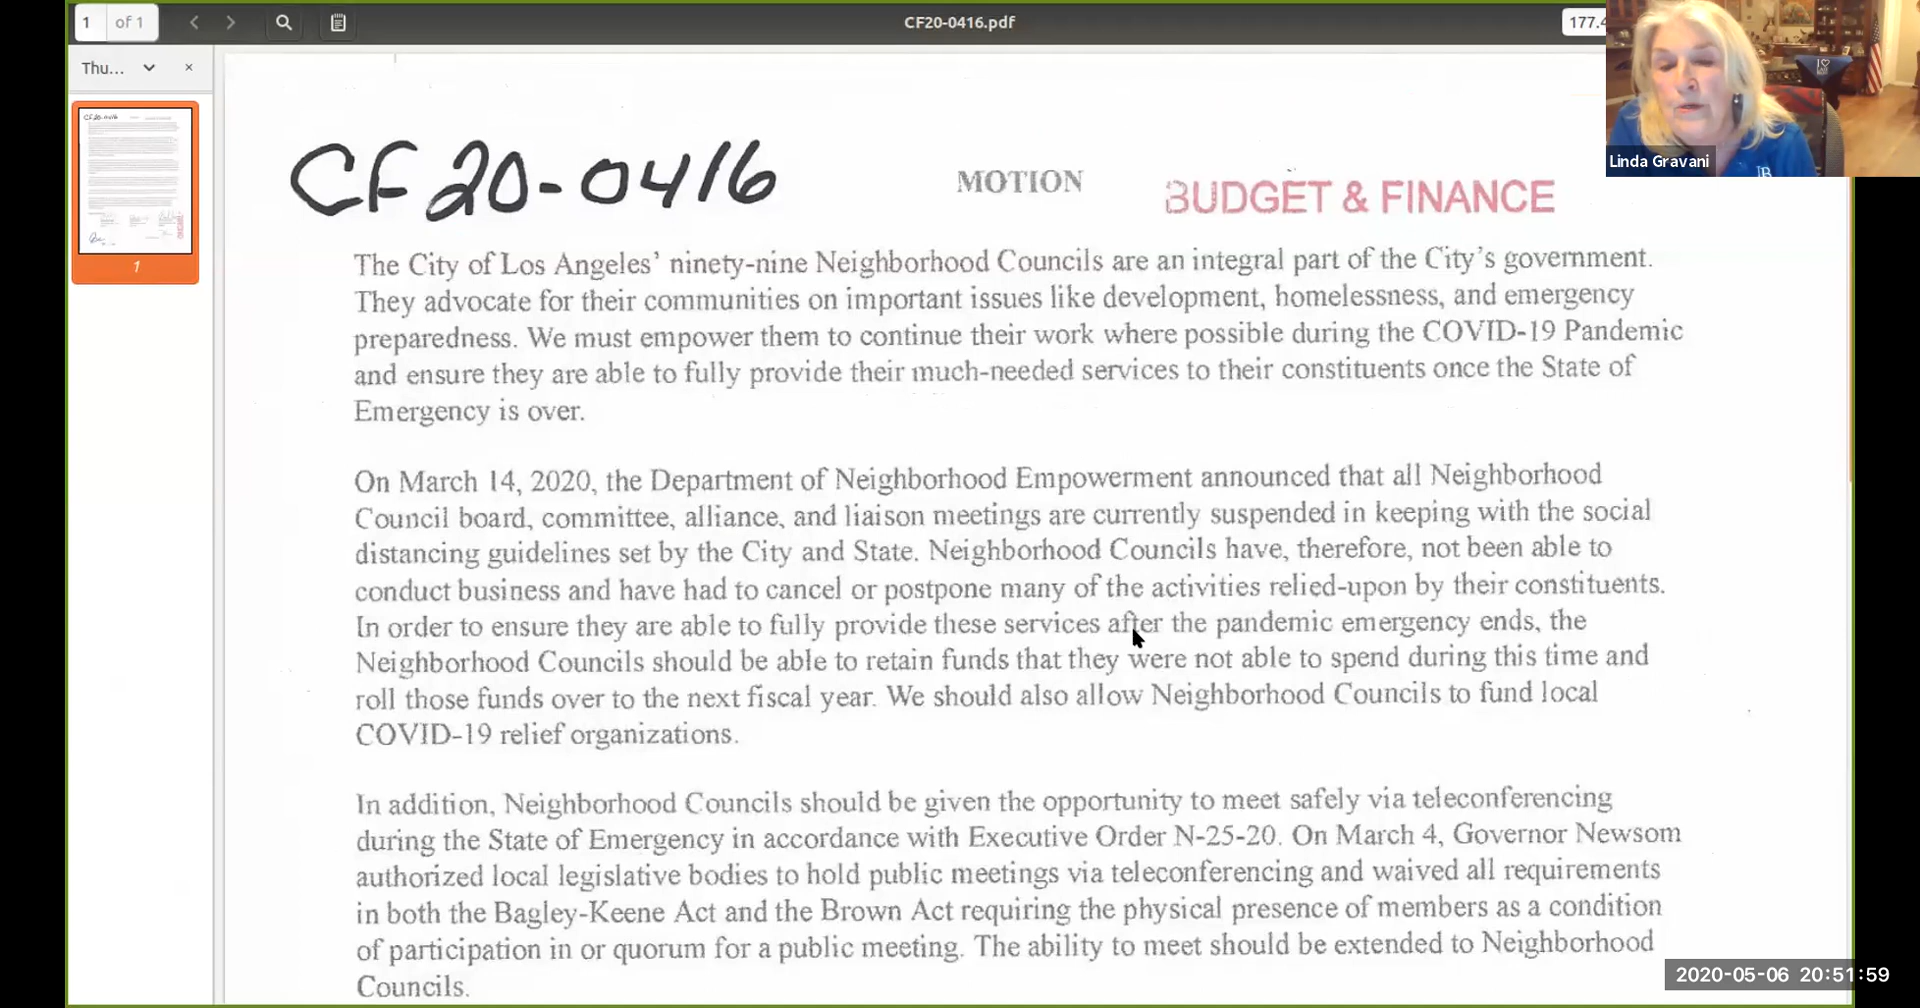 1 of 1
CF20-0416.pdf
177.4
Thu...
1
Linda Gravani
CF 20-0416
MOTION
BUDGET & FINANCE
The City of Los Angeles' ninety-nine Neighborhood Councils are an integral part of the City's government.
They advocate for their communities on important issues like development, homelessness, and emergency
preparedness. We must empower them to continue their work where possible during the COVID-19 Pandemic
and ensure they are able to fully provide their much-needed services to their constituents once the State of
Emergency is over.
On March 14, 2020, the Department of Neighborhood Empowerment announced that all Neighborhood
Council board, committee, alliance, and liaison meetings are currently suspended in keeping with the social
distancing guidelines set by the City and State. Neighborhood Councils have, therefore, not been able to
conduct business and have had to cancel or postpone many of the activities relied-upon by their constituents.
In order to ensure they are able to fully provide these services after the pandemic emergency ends, the
Neighborhood Councils should be able to retain funds that they were not able to spend during this time and
roll those funds over to the next fiscal year. We should also allow Neighborhood Councils to fund local
COVID-19 relief organizations.
In addition, Neighborhood Councils should be given the opportunity to meet safely via teleconferencing
during the State of Emergency in accordance with Executive Order N-25-20. On March 4, Governor Newsom
authorized local legislative bodies to hold public meetings via teleconferencing and waived all requirements
in both the Bagley-Keene Act and the Brown Act requiring the physical presence of members as a condition
of participation in or quorum for a public meeting. The ability to meet should be extended to Neighborhood
Councils.
2020-05-06 20:51:59